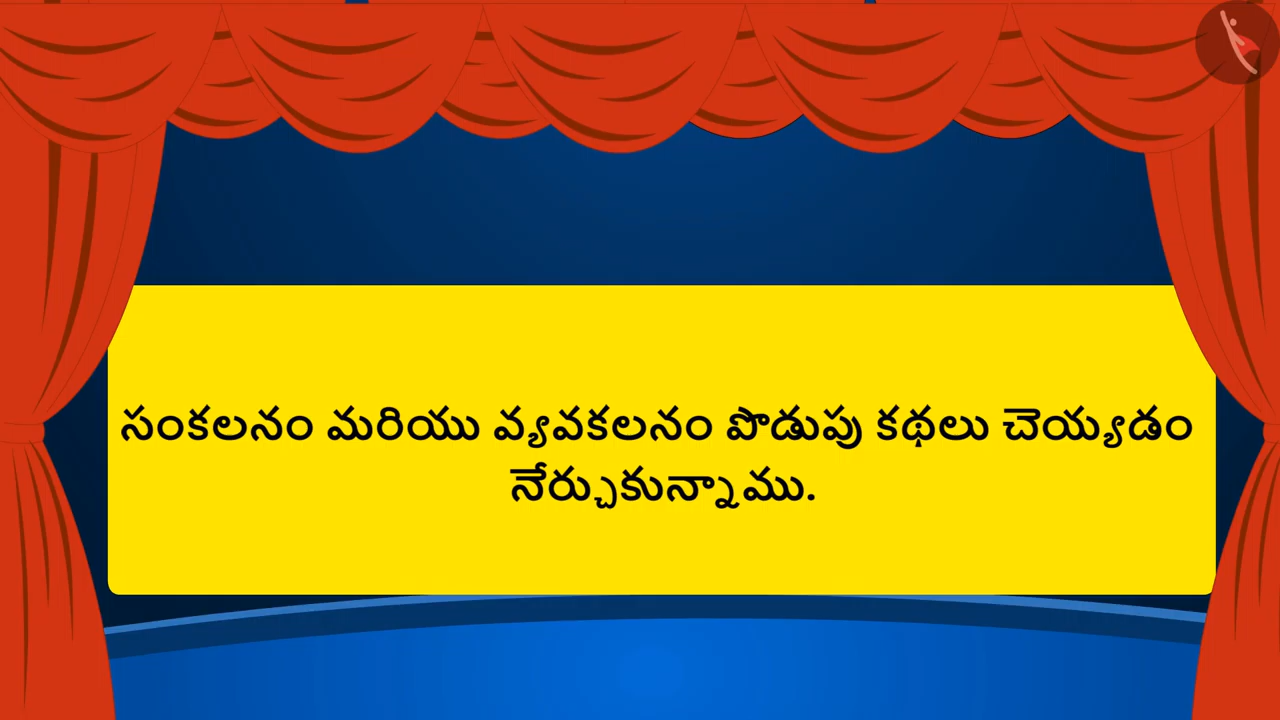 సంకలనం మరియు వ్యవకలనం పొడుపు కథలు చెయ్యడం
నేర్చుకున్నాము.